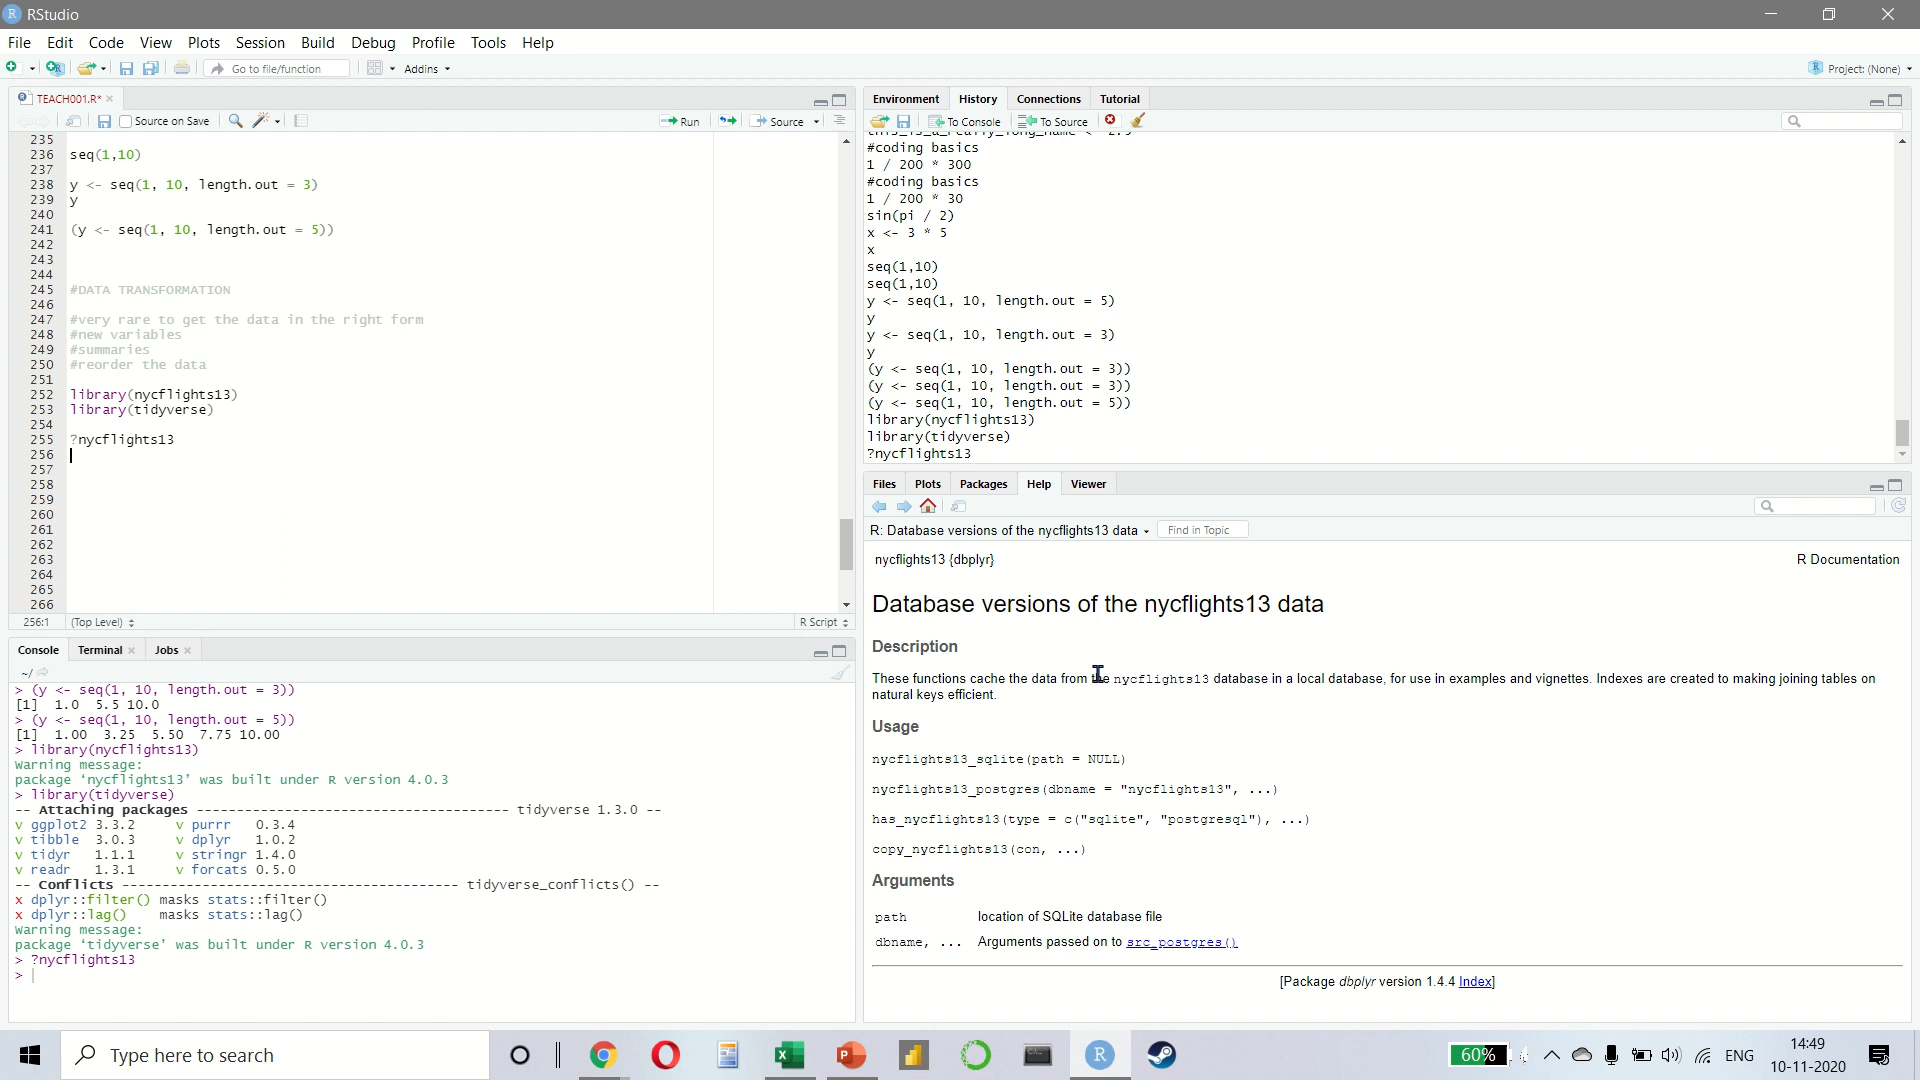 RStudio
File Edit Code View Plots Session Build Debug Profile Tools Help
Go to file/function Addins Project: (None)
TEACH001.R*
Source on Save Run Source
235
236 seq(1,10)
237
238 y <- seq(1, 10, length.out = 3)
239 y
240
241 (y <- seq(1, 10, length.out = 5))
242
243
244
245 #DATA TRANSFORMATION
246
247 #very rare to get the data in the right form
248 #new variables
249 #summaries
250 #reorder the data
251
252 library(nycflights13)
253 library(tidyverse)
254
255 ?nycflights13
256
257
258
259
260
261
262
263
264
265
266
256:1 (Top Level) R Script
Console Terminal Jobs
~/
> (y <- seq(1, 10, length.out = 3))
[1] 1.0 5.5 10.0
> (y <- seq(1, 10, length.out = 5))
[1] 1.00 3.25 5.50 7.75 10.00
> library(nycflights13)
Warning message:
package ‘nycflights13’ was built under R version 4.0.3
> library(tidyverse)
-- Attaching packages --------------------------------------- tidyverse 1.3.0 --
v ggplot2 3.3.2 v purrr 0.3.4
v tibble 3.0.3 v dplyr 1.0.2
v tidyr 1.1.1 v stringr 1.4.0
v readr 1.3.1 v forcats 0.5.0
-- Conflicts ------------------------------------------ tidyverse_conflicts() --
x dplyr::filter() masks stats::filter()
x dplyr::lag() masks stats::lag()
Warning message:
package ‘tidyverse’ was built under R version 4.0.3
> ?nycflights13
>
Environment History Connections Tutorial
To Console To Source
this_is_a_really_long_name <- 2.5
#coding basics
1 / 200 * 300
#coding basics
1 / 200 * 30
sin(pi / 2)
x <- 3 * 5
x
seq(1,10)
seq(1,10)
y <- seq(1, 10, length.out = 5)
y
y <- seq(1, 10, length.out = 3)
y
(y <- seq(1, 10, length.out = 3))
(y <- seq(1, 10, length.out = 3))
(y <- seq(1, 10, length.out = 5))
library(nycflights13)
library(tidyverse)
?nycflights13
Files Plots Packages Help Viewer
R: Database versions of the nycflights13 data Find in Topic
nycflights13 {dbplyr} R Documentation
Database versions of the nycflights13 data
Description
These functions cache the data from the nycflights13 database in a local database, for use in examples and vignettes. Indexes are created to making joining tables on
natural keys efficient.
Usage
nycflights13_sqlite(path = NULL)
nycflights13_postgres(dbname = "nycflights13", ...)
has_nycflights13(type = c("sqlite", "postgresql"), ...)
copy_nycflights13(con, ...)
Arguments
path location of SQLite database file
dbname, ... Arguments passed on to src_postgres()
[Package dbplyr version 1.4.4 Index]
Type here to search 60% ENG 14:49
10-11-2020